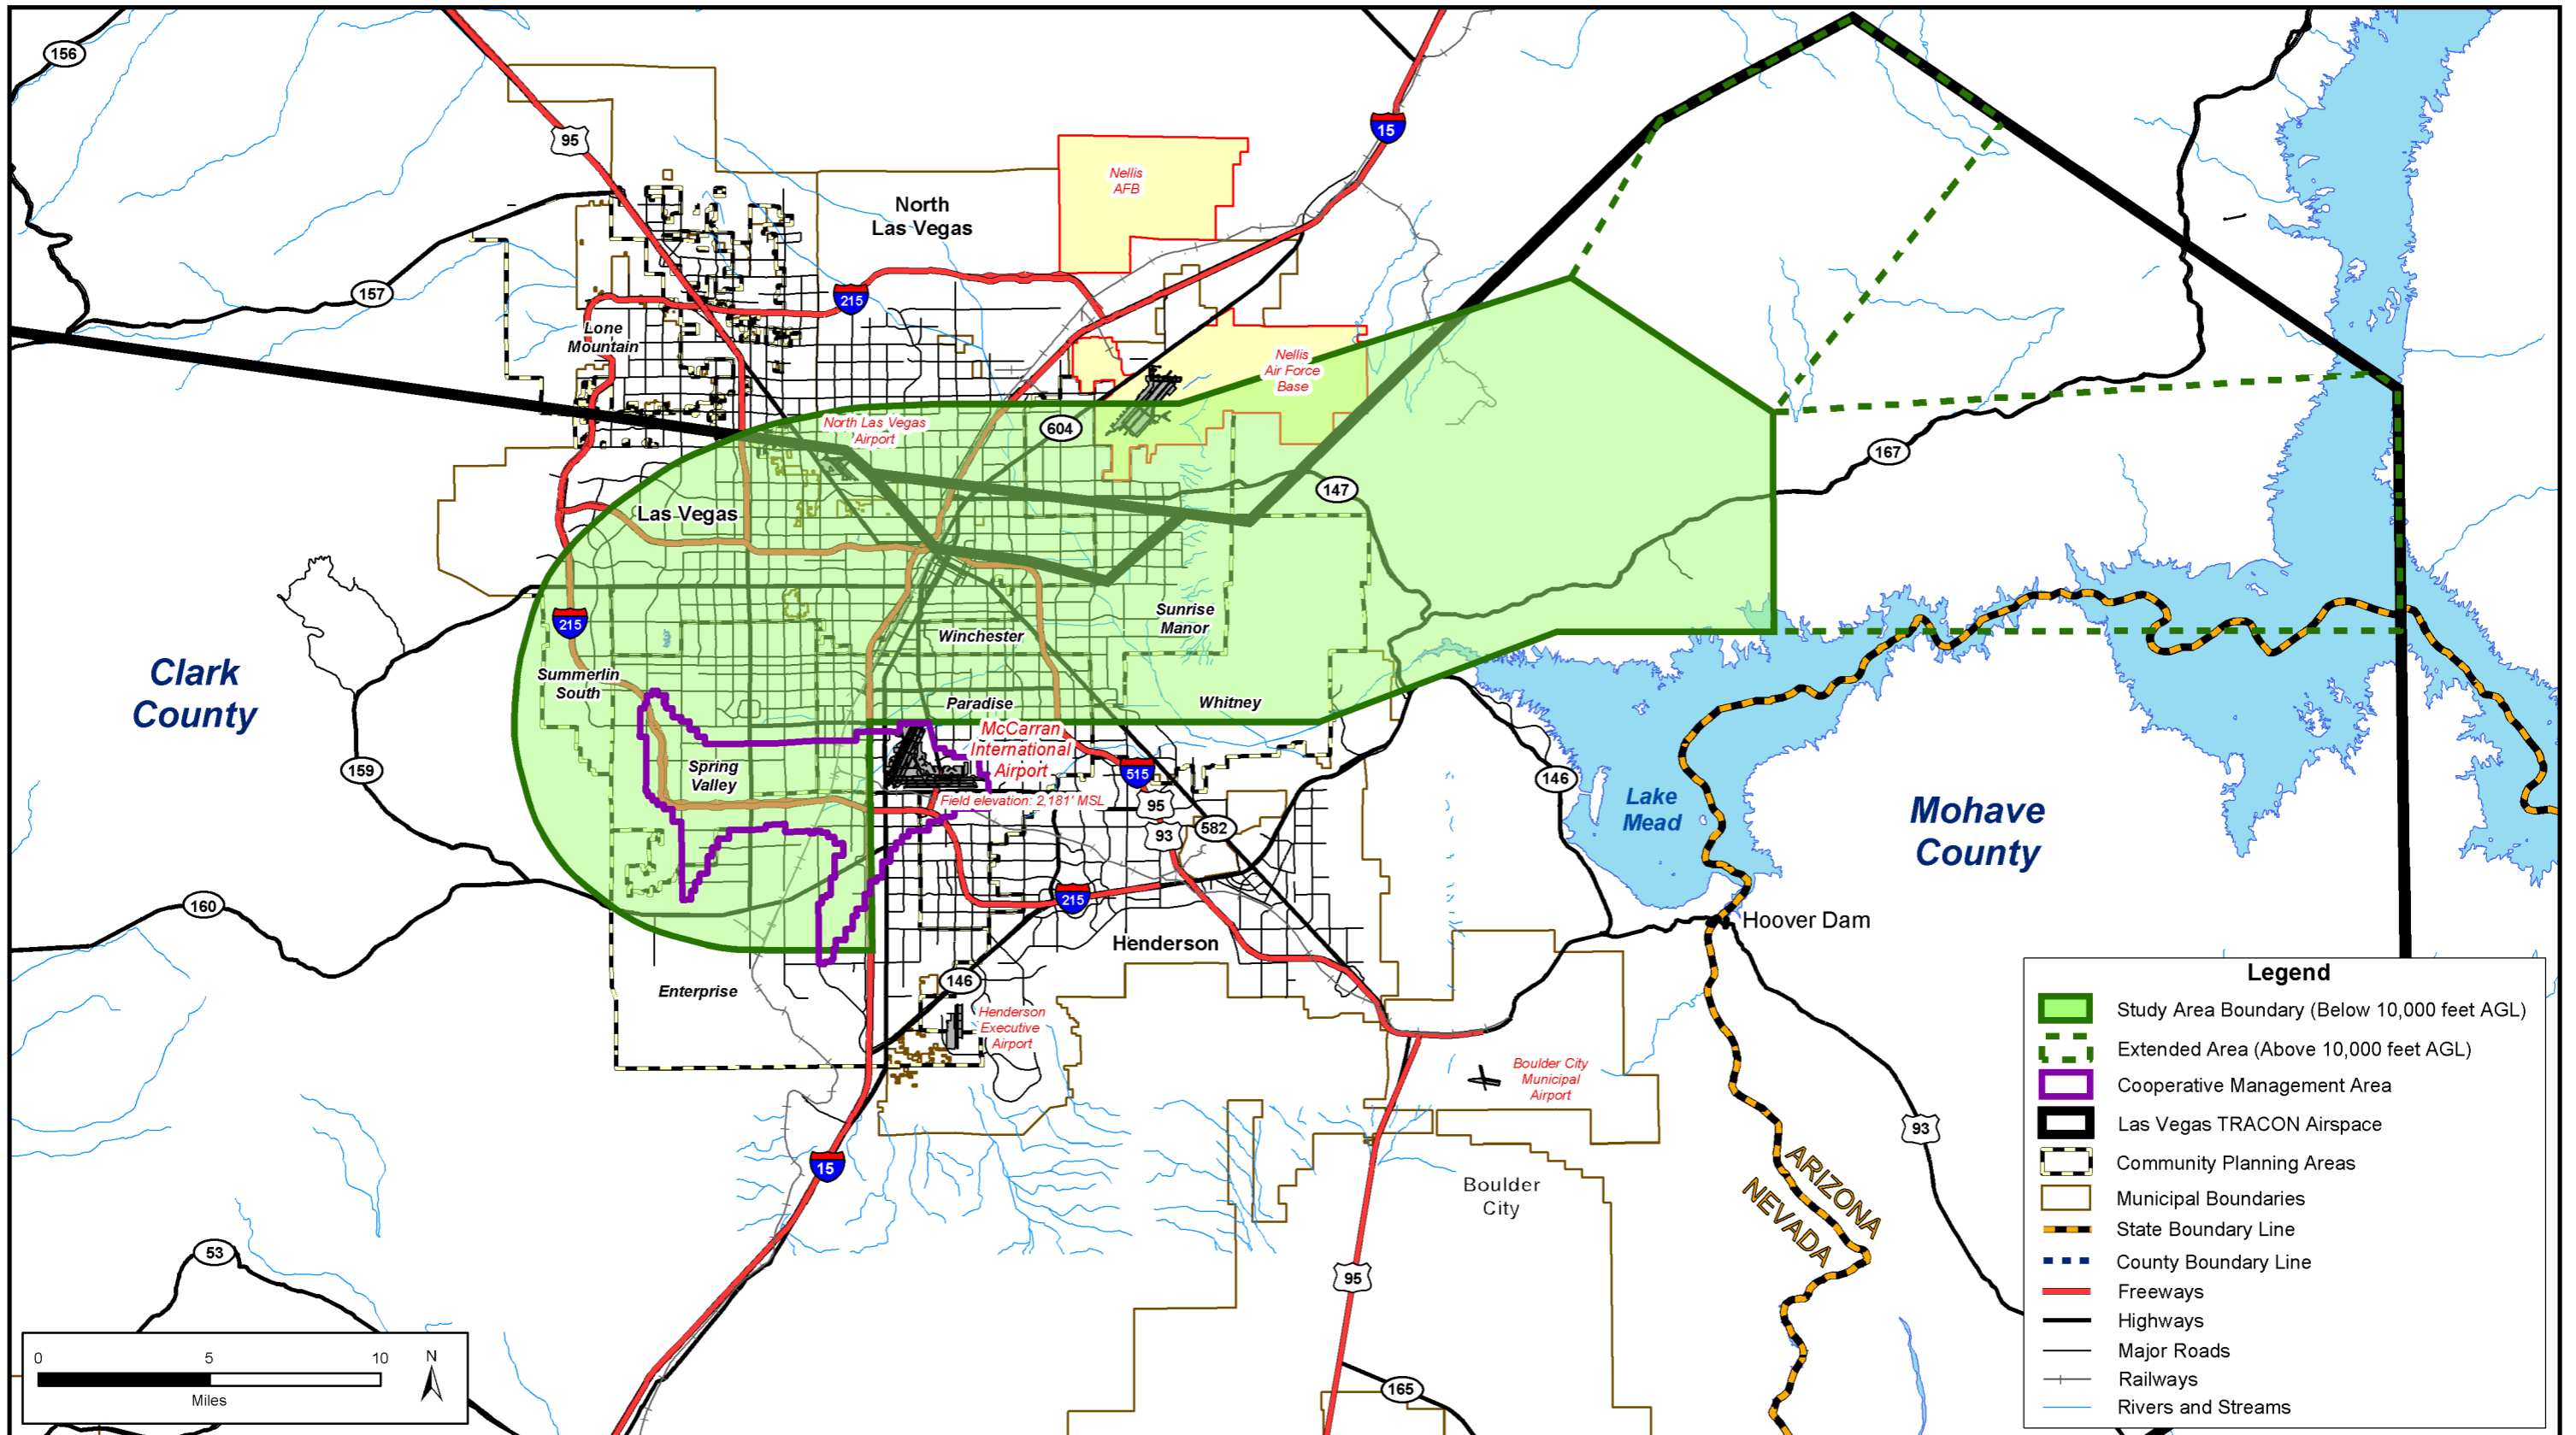 156
95
15
Nellis
AFB
North
Las Vegas
157
215
Lone
Mountain
Nellis
Air Force
Base
North Las Vegas
Airport
604
167
147
Las Vegas
215
Sunrise
Manor
Winchester
Clark
County
Summerlin
South
Paradise
Whitney
McCarran
International
Airport
Spring
Valley
159
515
146
Field elevation: 2,181' MSL
95
93
582
Lake
Mead
Mohave
County
160
215
Hoover Dam
Henderson
146
Enterprise
Henderson
Executive
Airport
Boulder City
Municipal
Airport
93
15
Boulder
City
ARIZONA
NEVADA
53
95
165
0 5 10
Miles
N
Legend
Study Area Boundary (Below 10,000 feet AGL)
Extended Area (Above 10,000 feet AGL)
Cooperative Management Area
Las Vegas TRACON Airspace
Community Planning Areas
Municipal Boundaries
State Boundary Line
County Boundary Line
Freeways
Highways
Major Roads
Railways
Rivers and Streams